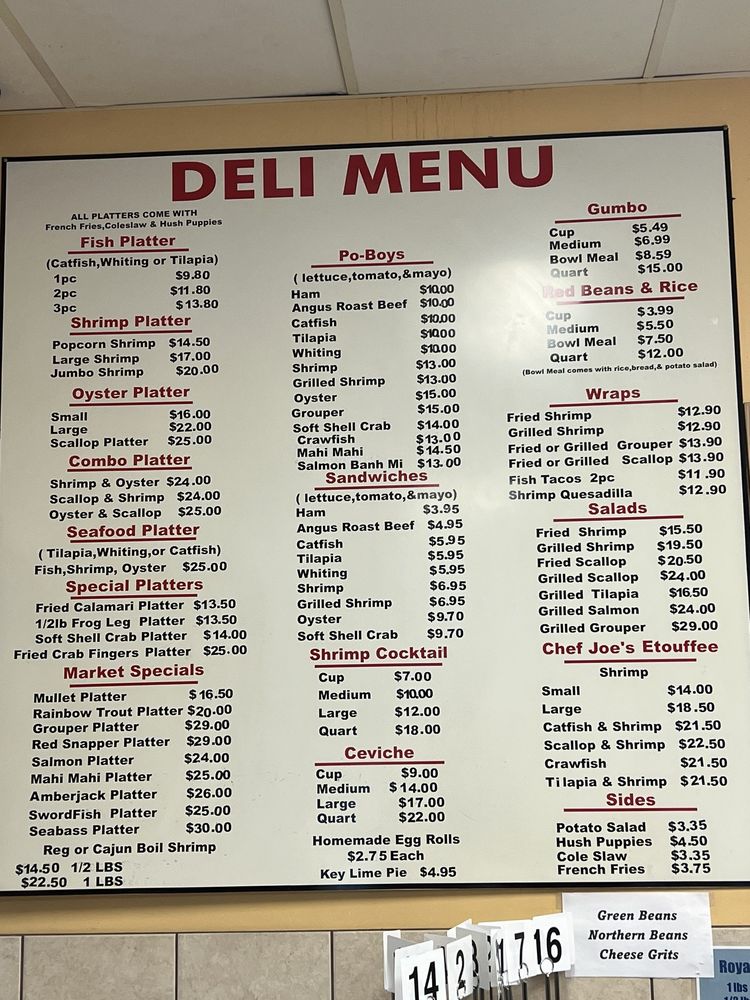 DELI MENU
ALL PLATTERS COME WITH
French Fries,Coleslaw & Hush Puppies
Fish Platter
(Catfish,Whiting or Tilapia)
1pc $9.80
2pc $11.80
3pc $13.80
Shrimp Platter
Popcorn Shrimp $14.50
Large Shrimp $17.00
Jumbo Shrimp $20.00
Oyster Platter
Small $16.00
Large $22.00
Scallop Platter $25.00
Combo Platter
Shrimp & Oyster $24.00
Scallop & Shrimp $24.00
Oyster & Scallop $25.00
Seafood Platter
( Tilapia,Whiting,or Catfish)
Fish,Shrimp, Oyster $25.00
Special Platters
Fried Calamari Platter $13.50
1/2lb Frog Leg Platter $13.50
Soft Shell Crab Platter $14.00
Fried Crab Fingers Platter $25.00
Market Specials
Mullet Platter $16.50
Rainbow Trout Platter $20.00
Grouper Platter $29.00
Red Snapper Platter $29.00
Salmon Platter $24.00
Mahi Mahi Platter $25.00
Amberjack Platter $26.00
SwordFish Platter $25.00
Seabass Platter $30.00
Reg or Cajun Boil Shrimp
$14.50 1/2 LBS
$22.50 1 LBS
Po-Boys
( lettuce,tomato,&mayo)
Ham $10.00
Angus Roast Beef $10.00
Catfish $10.00
Tilapia $10.00
Whiting $10.00
Shrimp $13.00
Grilled Shrimp $13.00
Oyster $15.00
Grouper $15.00
Soft Shell Crab $14.00
Crawfish $13.00
Mahi Mahi $14.50
Salmon Banh Mi $13.00
Sandwiches
( lettuce,tomato,&mayo)
Ham $3.95
Angus Roast Beef $4.95
Catfish $5.95
Tilapia $5.95
Whiting $5.95
Shrimp $6.95
Grilled Shrimp $6.95
Oyster $9.70
Soft Shell Crab $9.70
Shrimp Cocktail
Cup $7.00
Medium $10.00
Large $12.00
Quart $18.00
Ceviche
Cup $9.00
Medium $14.00
Large $17.00
Quart $22.00
Homemade Egg Rolls
$2.75 Each
Key Lime Pie $4.95
Gumbo
Cup $5.49
Medium $6.99
Bowl Meal $8.59
Quart $15.00
Red Beans & Rice
Cup $3.99
Medium $5.50
Bowl Meal $7.50
Quart $12.00
(Bowl Meal comes with rice,bread,& potato salad)
Wraps
Fried Shrimp $12.90
Grilled Shrimp $12.90
Fried or Grilled Grouper $13.90
Fried or Grilled Scallop $13.90
Fish Tacos 2pc $11.90
Shrimp Quesadilla $12.90
Salads
Fried Shrimp $15.50
Grilled Shrimp $19.50
Fried Scallop $20.50
Grilled Scallop $24.00
Grilled Tilapia $16.50
Grilled Salmon $24.00
Grilled Grouper $29.00
Chef Joe's Etouffee
Shrimp
Small $14.00
Large $18.50
Catfish & Shrimp $21.50
Scallop & Shrimp $22.50
Crawfish $21.50
Tilapia & Shrimp $21.50
Sides
Potato Salad $3.35
Hush Puppies $4.50
Cole Slaw $3.35
French Fries $3.75
Green Beans
Northern Beans
Cheese Grits
14 2 17 16
1 lbs